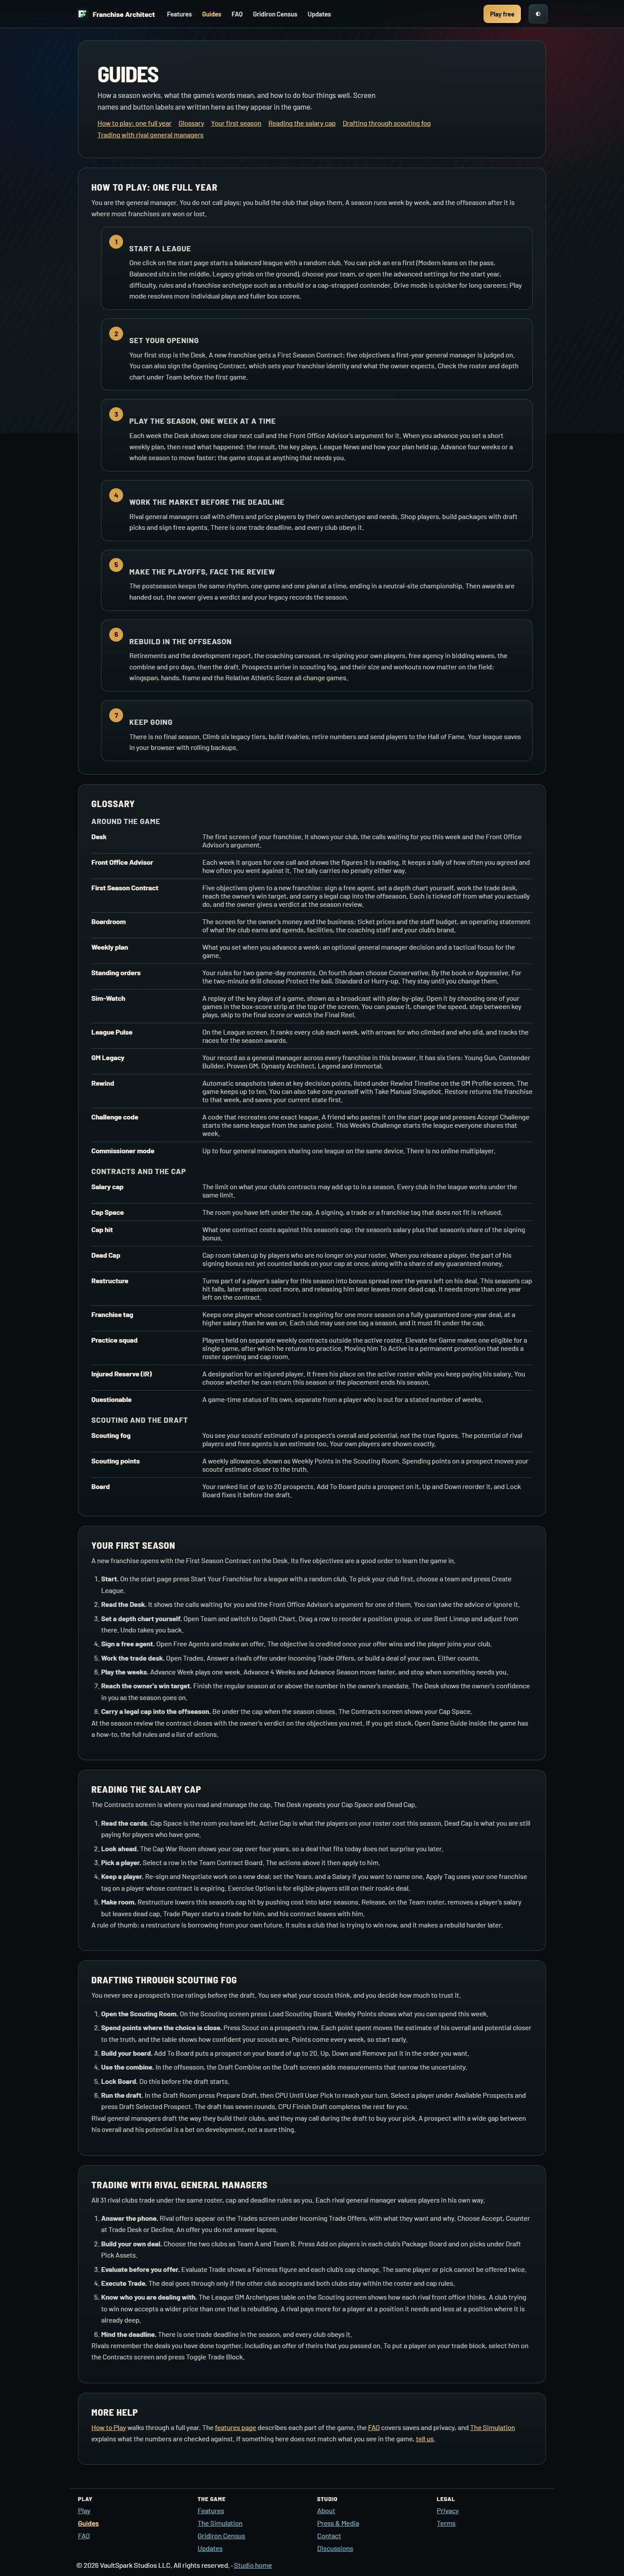 Franchise Architect
Features
Guides
FAQ
Gridiron Census
Updates
Play free
GUIDES
How a season works, what the game's words mean, and how to do four things well. Screen
names and button labels are written here as they appear in the game.
How to play: one full year
Glossary
Your first season
Reading the salary cap
Drafting through scouting fog
Trading with rival general managers
HOW TO PLAY: ONE FULL YEAR
You are the general manager. You do not call plays; you build the club that plays them. A season runs week by week, and the offseason after it is
where most franchises are won or lost.
1
START A LEAGUE
One click on the start page starts a balanced league with a random club. You can pick an era first (Modern leans on the pass,
Balanced sits in the middle, Legacy grinds on the ground), choose your team, or open the advanced settings for the start year,
difficulty, rules and a franchise archetype such as a rebuild or a cap-strapped contender. Drive mode is quicker for long careers; Play
mode resolves more individual plays and fuller box scores.
2
SET YOUR OPENING
Your first stop is the Desk. A new franchise gets a First Season Contract: five objectives a first-year general manager is judged on.
You can also sign the Opening Contract, which sets your franchise identity and what the owner expects. Check the roster and depth
chart under Team before the first game.
3
PLAY THE SEASON, ONE WEEK AT A TIME
Each week the Desk shows one clear next call and the Front Office Advisor's argument for it. When you advance you set a short
weekly plan, then read what happened: the result, the key plays, League News and how your plan held up. Advance four weeks or a
whole season to move faster; the game stops at anything that needs you.
4
WORK THE MARKET BEFORE THE DEADLINE
Rival general managers call with offers and price players by their own archetype and needs. Shop players, build packages with draft
picks and sign free agents. There is one trade deadline, and every club obeys it.
5
MAKE THE PLAYOFFS, FACE THE REVIEW
The postseason keeps the same rhythm, one game and one plan at a time, ending in a neutral-site championship. Then awards are
handed out, the owner gives a verdict and your legacy records the season.
6
REBUILD IN THE OFFSEASON
Retirements and the development report, the coaching carousel, re-signing your own players, free agency in bidding waves, the
combine and pro days, then the draft. Prospects arrive in scouting fog, and their size and workouts now matter on the field:
wingspan, hands, frame and the Relative Athletic Score all change games.
7
KEEP GOING
There is no final season. Climb six legacy tiers, build rivalries, retire numbers and send players to the Hall of Fame. Your league saves
in your browser with rolling backups.
GLOSSARY
AROUND THE GAME
Desk
The first screen of your franchise. It shows your club, the calls waiting for you this week and the Front Office
Advisor's argument.
Front Office Advisor
Each week it argues for one call and shows the figures it is reading. It keeps a tally of how often you agreed and
how often you went against it. The tally carries no penalty either way.
First Season Contract
Five objectives given to a new franchise: sign a free agent, set a depth chart yourself, work the trade desk,
reach the owner's win target, and carry a legal cap into the offseason. Each is ticked off from what you actually
do, and the owner gives a verdict at the season review.
Boardroom
The screen for the owner's money and the business: ticket prices and the staff budget, an operating statement
of what the club earns and spends, facilities, the coaching staff and your club's brand.
Weekly plan
What you set when you advance a week: an optional general manager decision and a tactical focus for the
game.
Standing orders
Your rules for two game-day moments. On fourth down choose Conservative, By the book or Aggressive. For
the two-minute drill choose Protect the ball, Standard or Hurry-up. They stay until you change them.
Sim-Watch
A replay of the key plays of a game, shown as a broadcast with play-by-play. Open it by choosing one of your
games in the box-score strip at the top of the screen. You can pause it, change the speed, step between key
plays, skip to the final score or watch the Final Reel.
League Pulse
On the League screen. It ranks every club each week, with arrows for who climbed and who slid, and tracks the
races for the season awards.
GM Legacy
Your record as a general manager across every franchise in this browser. It has six tiers: Young Gun, Contender
Builder, Proven GM, Dynasty Architect, Legend and Immortal.
Rewind
Automatic snapshots taken at key decision points, listed under Rewind Timeline on the GM Profile screen. The
game keeps up to ten. You can also take one yourself with Take Manual Snapshot. Restore returns the franchise
to that week, and saves your current state first.
Challenge code
A code that recreates one exact league. A friend who pastes it on the start page and presses Accept Challenge
starts the same league from the same point. This Week's Challenge starts the league everyone shares that
week.
Commissioner mode
Up to four general managers sharing one league on the same device. There is no online multiplayer.
CONTRACTS AND THE CAP
Salary cap
The limit on what your club's contracts may add up to in a season. Every club in the league works under the
same limit.
Cap Space
The room you have left under the cap. A signing, a trade or a franchise tag that does not fit is refused.
Cap hit
What one contract costs against this season's cap: the season's salary plus that season's share of the signing
bonus.
Dead Cap
Cap room taken up by players who are no longer on your roster. When you release a player, the part of his
signing bonus not yet counted lands on your cap at once, along with a share of any guaranteed money.
Restructure
Turns part of a player's salary for this season into bonus spread over the years left on his deal. This season's cap
hit falls, later seasons cost more, and releasing him later leaves more dead cap. It needs more than one year
left on the contract.
Franchise tag
Keeps one player whose contract is expiring for one more season on a fully guaranteed one-year deal, at a
higher salary than he was on. Each club may use one tag a season, and it must fit under the cap.
Practice squad
Players held on separate weekly contracts outside the active roster. Elevate for Game makes one eligible for a
single game, after which he returns to practice. Moving him To Active is a permanent promotion that needs a
roster opening and cap room.
Injured Reserve (IR)
A designation for an injured player. It frees his place on the active roster while you keep paying his salary. You
choose whether he can return this season or the placement ends his season.
Questionable
A game-time status of its own, separate from a player who is out for a stated number of weeks.
SCOUTING AND THE DRAFT
Scouting fog
You see your scouts' estimate of a prospect's overall and potential, not the true figures. The potential of rival
players and free agents is an estimate too. Your own players are shown exactly.
Scouting points
A weekly allowance, shown as Weekly Points in the Scouting Room. Spending points on a prospect moves your
scouts' estimate closer to the truth.
Board
Your ranked list of up to 20 prospects. Add To Board puts a prospect on it, Up and Down reorder it, and Lock
Board fixes it before the draft.
YOUR FIRST SEASON
A new franchise opens with the First Season Contract on the Desk. Its five objectives are a good order to learn the game in.
1. Start. On the start page press Start Your Franchise for a league with a random club. To pick your club first, choose a team and press Create
League.
2. Read the Desk. It shows the calls waiting for you and the Front Office Advisor's argument for one of them. You can take the advice or ignore it.
3. Set a depth chart yourself. Open Team and switch to Depth Chart. Drag a row to reorder a position group, or use Best Lineup and adjust from
there. Undo takes you back.
4. Sign a free agent. Open Free Agents and make an offer. The objective is credited once your offer wins and the player joins your club.
5. Work the trade desk. Open Trades. Answer a rival's offer under Incoming Trade Offers, or build a deal of your own. Either counts.
6. Play the weeks. Advance Week plays one week. Advance 4 Weeks and Advance Season move faster, and stop when something needs you.
7. Reach the owner's win target. Finish the regular season at or above the number in the owner's mandate. The Desk shows the owner's confidence
in you as the season goes on.
8. Carry a legal cap into the offseason. Be under the cap when the season closes. The Contracts screen shows your Cap Space.
At the season review the contract closes with the owner's verdict on the objectives you met. If you get stuck, Open Game Guide inside the game has
a how-to, the full rules and a list of actions.
READING THE SALARY CAP
The Contracts screen is where you read and manage the cap. The Desk repeats your Cap Space and Dead Cap.
1. Read the cards. Cap Space is the room you have left. Active Cap is what the players on your roster cost this season. Dead Cap is what you are still
paying for players who have gone.
2. Look ahead. The Cap War Room shows your cap over four years, so a deal that fits today does not surprise you later.
3. Pick a player. Select a row in the Team Contract Board. The actions above it then apply to him.
4. Keep a player. Re-sign and Negotiate work on a new deal: set the Years, and a Salary if you want to name one. Apply Tag uses your one franchise
tag on a player whose contract is expiring. Exercise Option is for eligible players still on their rookie deal.
5. Make room. Restructure lowers this season's cap hit by pushing cost into later seasons. Release, on the Team roster, removes a player's salary
but leaves dead cap. Trade Player starts a trade for him, and his contract leaves with him.
A rule of thumb: a restructure is borrowing from your own future. It suits a club that is trying to win now, and it makes a rebuild harder later.
DRAFTING THROUGH SCOUTING FOG
You never see a prospect's true ratings before the draft. You see what your scouts think, and you decide how much to trust it.
1. Open the Scouting Room. On the Scouting screen press Load Scouting Board. Weekly Points shows what you can spend this week.
2. Spend points where the choice is close. Press Scout on a prospect's row. Each point spent moves the estimate of his overall and potential closer
to the truth, and the table shows how confident your scouts are. Points come every week, so start early.
3. Build your board. Add To Board puts a prospect on your board of up to 20. Up, Down and Remove put it in the order you want.
4. Use the combine. In the offseason, the Draft Combine on the Draft screen adds measurements that narrow the uncertainty.
5. Lock Board. Do this before the draft starts.
6. Run the draft. In the Draft Room press Prepare Draft, then CPU Until User Pick to reach your turn. Select a player under Available Prospects and
press Draft Selected Prospect. The draft has seven rounds. CPU Finish Draft completes the rest for you.
Rival general managers draft the way they build their clubs, and they may call during the draft to buy your pick. A prospect with a wide gap between
his overall and his potential is a bet on development, not a sure thing.
TRADING WITH RIVAL GENERAL MANAGERS
All 31 rival clubs trade under the same roster, cap and deadline rules as you. Each rival general manager values players in his own way.
1. Answer the phone. Rival offers appear on the Trades screen under Incoming Trade Offers, with what they want and why. Choose Accept, Counter
at Trade Desk or Decline. An offer you do not answer lapses.
2. Build your own deal. Choose the two clubs as Team A and Team B. Press Add on players in each club's Package Board and on picks under Draft
Pick Assets.
3. Evaluate before you offer. Evaluate Trade shows a Fairness figure and each club's cap change. The same player or pick cannot be offered twice.
4. Execute Trade. The deal goes through only if the other club accepts and both clubs stay within the roster and cap rules.
5. Know who you are dealing with. The League GM Archetypes table on the Scouting screen shows how each rival front office thinks. A club trying
to win now accepts a wider price than one that is rebuilding. A rival pays more for a player at a position it needs and less at a position where it is
already deep.
6. Mind the deadline. There is one trade deadline in the season, and every club obeys it.
Rivals remember the deals you have done together, including an offer of theirs that you passed on. To put a player on your trade block, select him on
the Contracts screen and press Toggle Trade Block.
MORE HELP
How to Play walks through a full year. The features page describes each part of the game, the FAQ covers saves and privacy, and The Simulation
explains what the numbers are checked against. If something here does not match what you see in the game, tell us.
PLAY
Play
Guides
FAQ
THE GAME
Features
The Simulation
Gridiron Census
Updates
STUDIO
About
Press & Media
Contact
Discussions
LEGAL
Privacy
Terms
© 2026 VaultSpark Studios LLC. All rights reserved. · Studio home